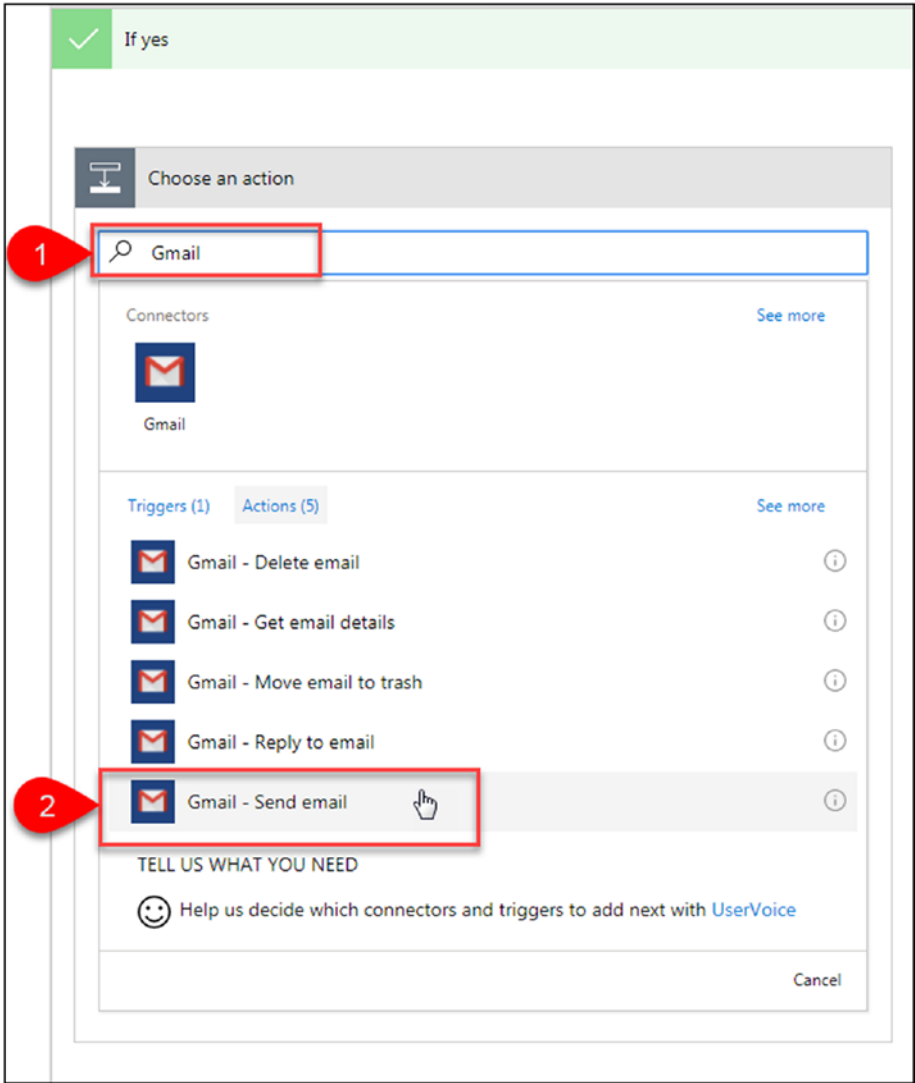 If yes
Choose an action
1
Gmail
Connectors
See more
Gmail
Triggers (1) Actions (5)
See more
Gmail - Delete email
Gmail - Get email details
Gmail - Move email to trash
Gmail - Reply to email
2
Gmail - Send email
TELL US WHAT YOU NEED
Help us decide which connectors and triggers to add next with UserVoice
Cancel